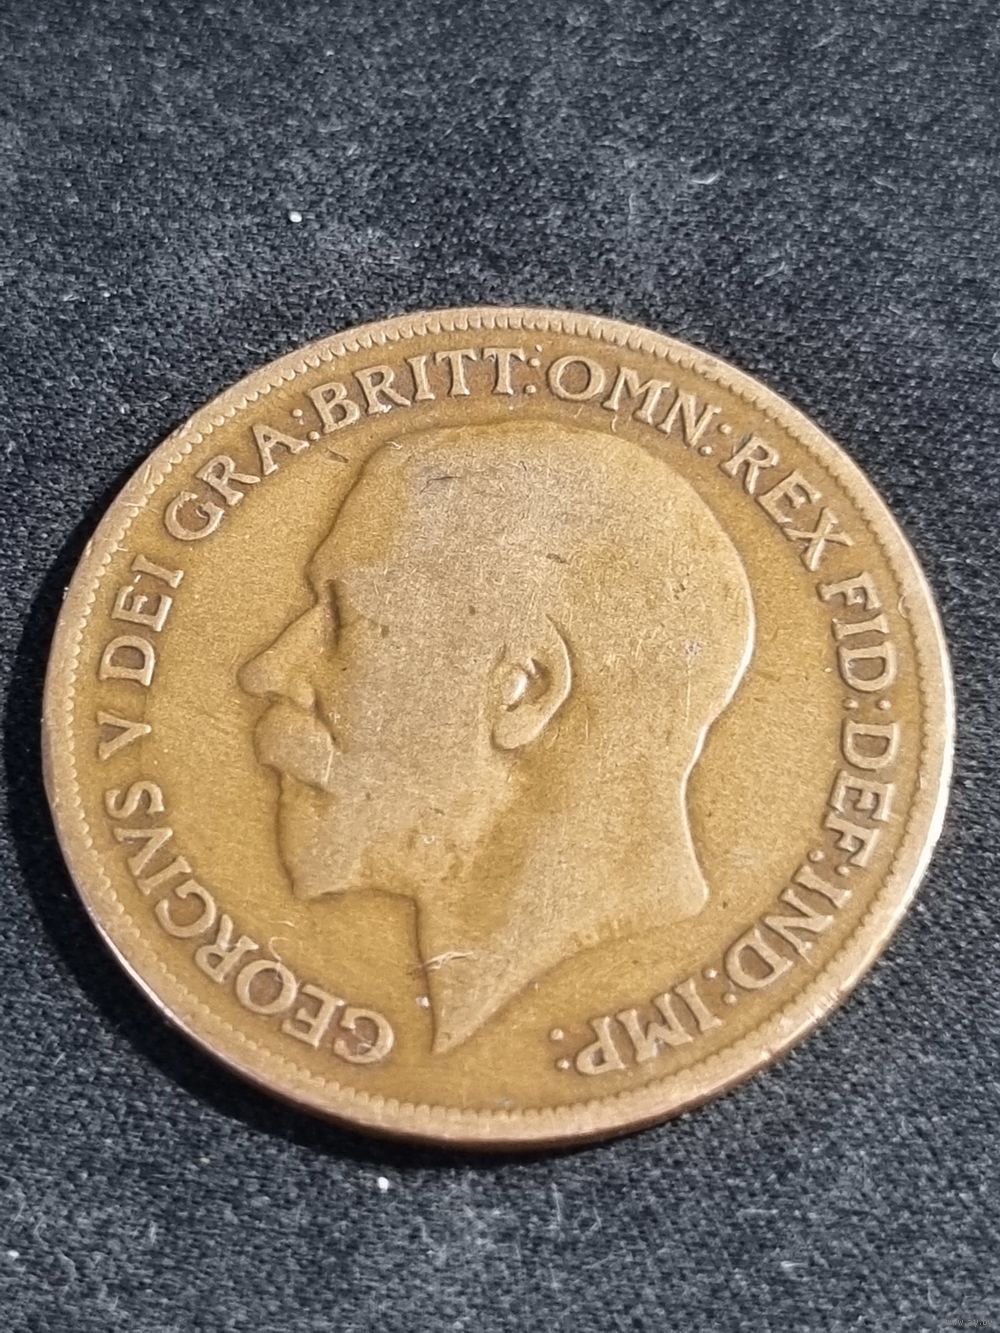 GEORGIVS V DEI GRA: BRITT: OMN: REX FID: DEF: IND: IMP: